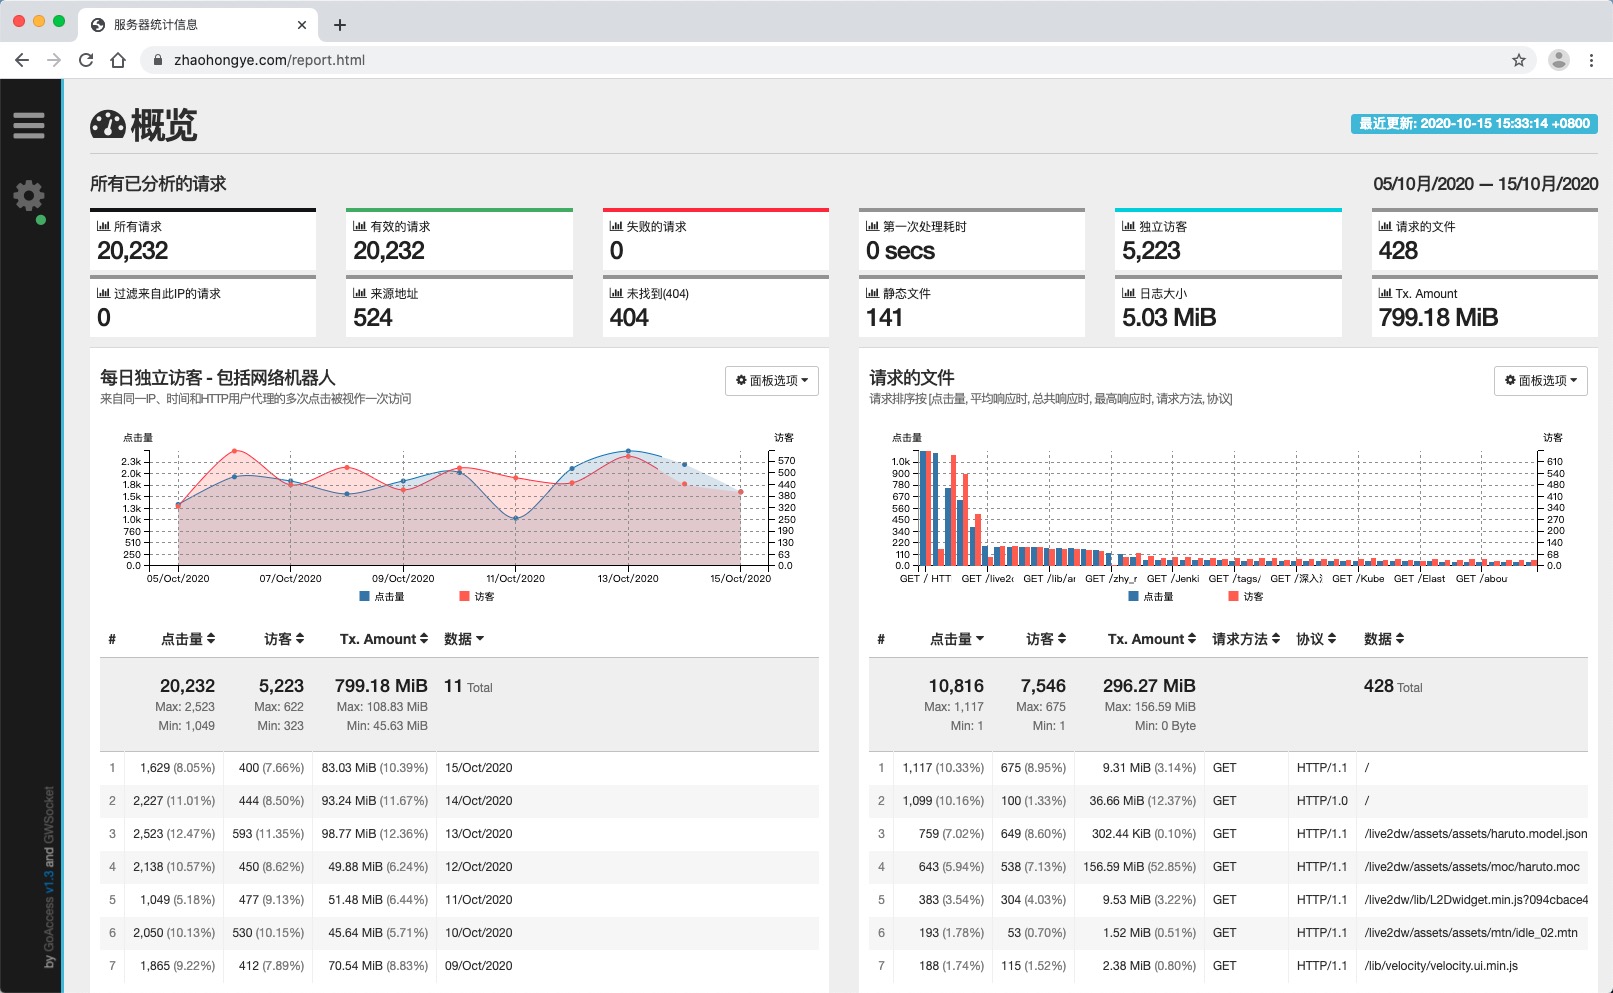 服务器统计信息
zhaohongye.com/report.html
概览
最近更新: 2020-10-15 15:33:14 +0800
所有已分析的请求
05/10月/2020 — 15/10月/2020
所有请求
20,232
有效的请求
20,232
失败的请求
0
第一次处理耗时
0 secs
独立访客
5,223
请求的文件
428
过滤来自此IP的请求
0
来源地址
524
未找到(404)
404
静态文件
141
日志大小
5.03 MiB
Tx. Amount
799.18 MiB
每日独立访客 - 包括网络机器人
面板选项
来自同一IP、时间和HTTP用户代理的多次点击被视作一次访问
点击量
访客
2.3k
2.0k
1.8k
1.5k
1.3k
1.0k
760
510
250
0.0
570
500
440
380
320
250
190
130
63
0.0
05/Oct/2020 07/Oct/2020 09/Oct/2020 11/Oct/2020 13/Oct/2020 15/Oct/2020
点击量 访客
# 点击量 访客 Tx. Amount 数据
20,232 5,223 799.18 MiB 11 Total
Max: 2,523 Max: 622 Max: 108.83 MiB
Min: 1,049 Min: 323 Min: 45.63 MiB
1 1,629 (8.05%) 400 (7.66%) 83.03 MiB (10.39%) 15/Oct/2020
2 2,227 (11.01%) 444 (8.50%) 93.24 MiB (11.67%) 14/Oct/2020
3 2,523 (12.47%) 593 (11.35%) 98.77 MiB (12.36%) 13/Oct/2020
4 2,138 (10.57%) 450 (8.62%) 49.88 MiB (6.24%) 12/Oct/2020
5 1,049 (5.18%) 477 (9.13%) 51.48 MiB (6.44%) 11/Oct/2020
6 2,050 (10.13%) 530 (10.15%) 45.64 MiB (5.71%) 10/Oct/2020
7 1,865 (9.22%) 412 (7.89%) 70.54 MiB (8.83%) 09/Oct/2020
请求的文件
面板选项
请求排序按 [点击量, 平均响应时, 总共响应时, 最高响应时, 请求方法, 协议]
点击量
访客
1.0k
900
780
670
560
450
340
220
110
0.0
610
540
480
410
340
270
200
140
68
0.0
GET / HTT GET /live2 GET /lib/ar GET /zhy_r GET /Jenki GET /tags/ GET /深入 GET /Kube GET /Elast GET /abou
点击量 访客
# 点击量 访客 Tx. Amount 请求方法 协议 数据
10,816 7,546 296.27 MiB 428 Total
Max: 1,117 Max: 675 Max: 156.59 MiB
Min: 1 Min: 1 Min: 0 Byte
1 1,117 (10.33%) 675 (8.95%) 9.31 MiB (3.14%) GET HTTP/1.1 /
2 1,099 (10.16%) 100 (1.33%) 36.66 MiB (12.37%) GET HTTP/1.0 /
3 759 (7.02%) 649 (8.60%) 302.44 KiB (0.10%) GET HTTP/1.1 /live2dw/assets/assets/haruto.model.json
4 643 (5.94%) 538 (7.13%) 156.59 MiB (52.85%) GET HTTP/1.1 /live2dw/assets/assets/moc/haruto.moc
5 383 (3.54%) 304 (4.03%) 9.53 MiB (3.22%) GET HTTP/1.1 /live2dw/lib/L2Dwidget.min.js?094cbace4
6 193 (1.78%) 53 (0.70%) 1.52 MiB (0.51%) GET HTTP/1.1 /live2dw/assets/assets/mtn/idle_02.mtn
7 188 (1.74%) 115 (1.52%) 2.38 MiB (0.80%) GET HTTP/1.1 /lib/velocity/velocity.ui.min.js
by GoAccess v1.3 and GWSocket